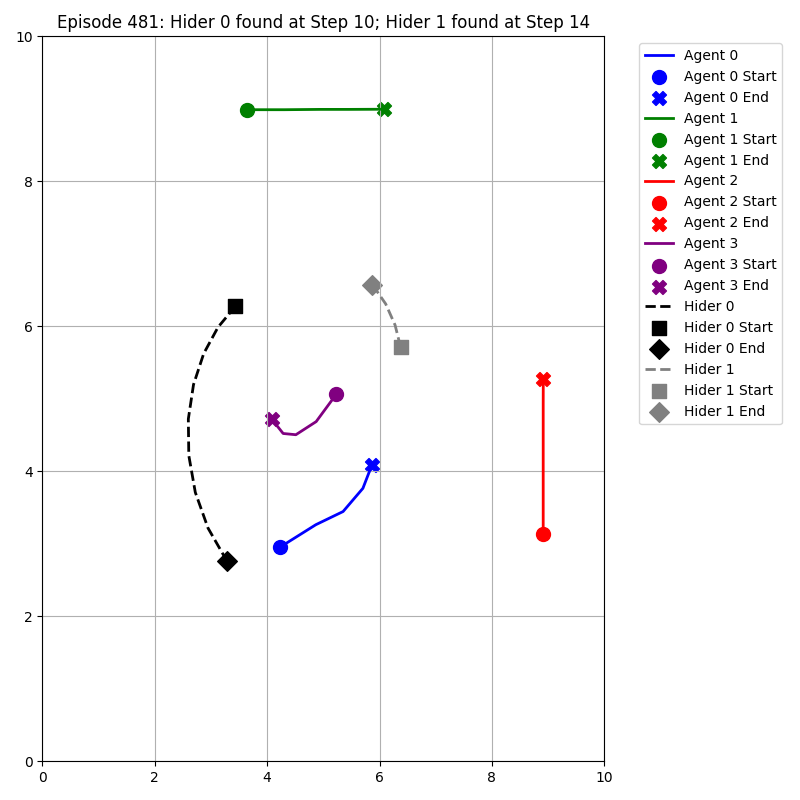 Episode 481: Hider 0 found at Step 10; Hider 1 found at Step 14
10
8
6
4
2
0
0 2 4 6 8 10
Agent 0
Agent 0 Start
Agent 0 End
Agent 1
Agent 1 Start
Agent 1 End
Agent 2
Agent 2 Start
Agent 2 End
Agent 3
Agent 3 Start
Agent 3 End
Hider 0
Hider 0 Start
Hider 0 End
Hider 1
Hider 1 Start
Hider 1 End